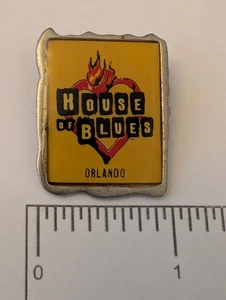 HOUSE
OF BLUES
ORLANDO
0 1